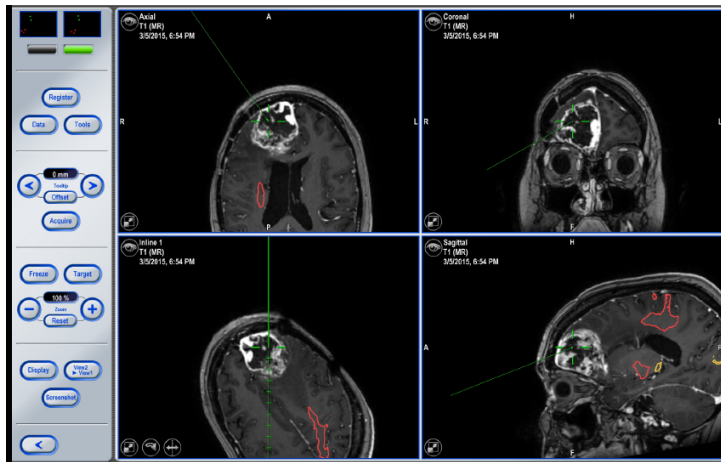 Register
Data
Tools
0 mm
Tooltip
Offset
Acquire
Freeze
Target
100 %
Zoom
Reset
Display
View2
View1
Screenshot
Axial
T1 (MR)
3/5/2015, 6:54 PM
A
R
L
P
Coronal
T1 (MR)
3/5/2015, 6:54 PM
H
R
L
F
Inline 1
T1 (MR)
3/5/2015, 6:54 PM
Sagittal
T1 (MR)
3/5/2015, 6:54 PM
H
A
P
F